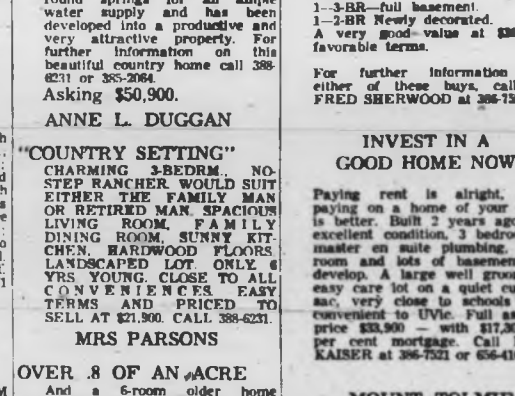 round springs for an ample
water supply and has been
developed into a productive and
very attractive property. For
further information on this
beautiful country home call 388-
6231 or 385-2064.
Asking $50,900.
ANNE L. DUGGAN
"COUNTRY SETTING"
CHARMING 3-BEDRM., NO-
STEP RANCHER WOULD SUIT
EITHER THE FAMILY MAN
OR RETIRED MAN. SPACIOUS
LIVING ROOM, FAMILY
DINING ROOM, SUNNY KIT-
CHEN, HARDWOOD FLOORS,
LANDSCAPED LOT. ONLY 6
YRS YOUNG. CLOSE TO ALL
CONVENIENCES. EASY
TERMS AND PRICED TO
SELL AT $21,900. CALL 388-6231.
MRS PARSONS
OVER .8 OF AN ACRE
And a 6-room older home
1--3-BR—full basement.
1—2-BR Newly decorated.
A very good value at
favorable terms.
For further information
either of these buys, call
FRED SHERWOOD at
INVEST IN A
GOOD HOME NOW
Paying rent is alright,
paying on a home of your
is better. Built 2 years ago
excellent condition, 3
master en suite plumbing,
room and lots of
develop. A large well
easy care lot on a quiet
sac, very close to schools
convenient to UVic. Full
price $33,900 — with
per cent mortgage. Call
KAISER at 386-7521 or
MOUNT